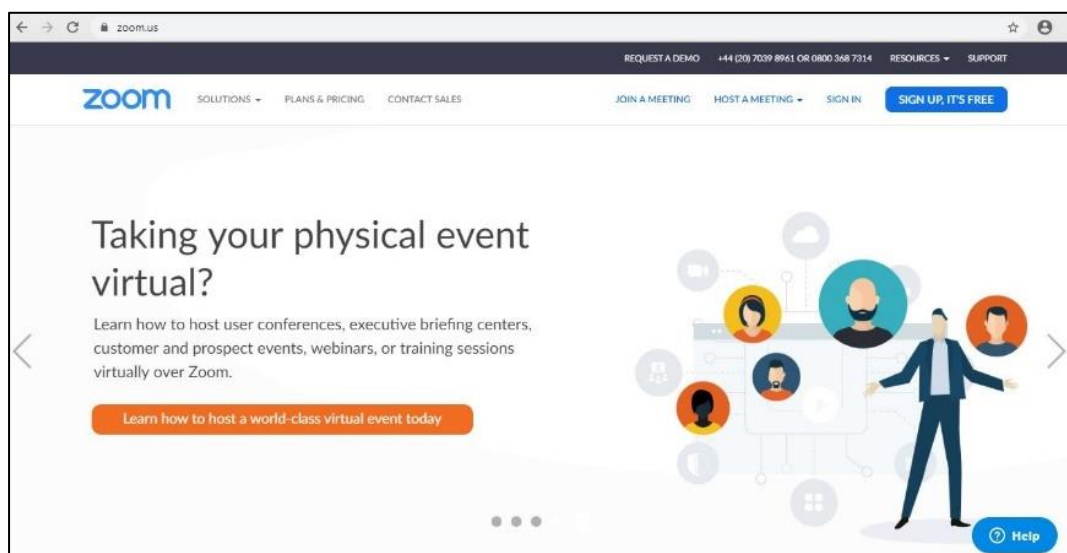 zoom.us
REQUEST A DEMO +44 (20) 7039 8961 OR 0800 368 7314 RESOURCES SUPPORT
zoom SOLUTIONS PLANS & PRICING CONTACT SALES JOIN A MEETING HOST A MEETING SIGN IN SIGN UP, IT'S FREE
Taking your physical event
virtual?
Learn how to host user conferences, executive briefing centers,
customer and prospect events, webinars, or training sessions
virtually over Zoom.
Learn how to host a world-class virtual event today
Help